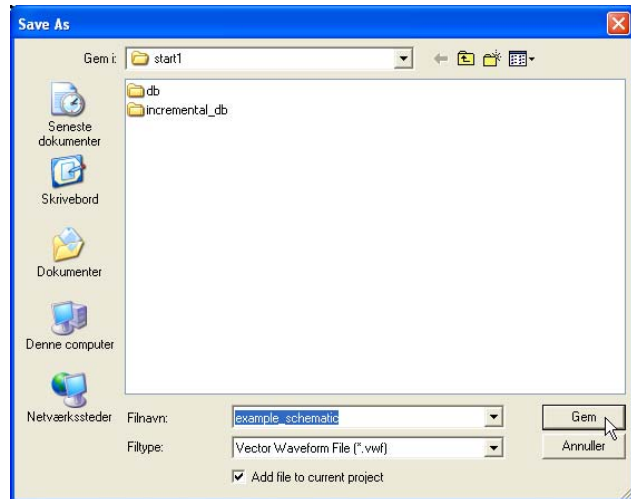 Save As
Gem i: start1
db
incremental_db
Seneste
dokumenter
Skrivebord
Dokumenter
Denne computer
Netværkssteder
Filnavn: example_schematic Gem
Filtype: Vector Waveform File (*.vwf) Annuller
Add file to current project